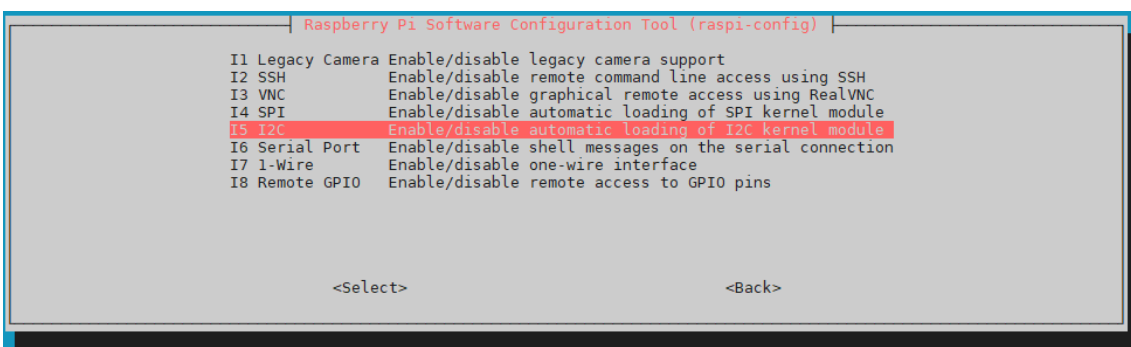 Raspberry Pi Software Configuration Tool (raspi-config)
I1 Legacy Camera Enable/disable legacy camera support
I2 SSH Enable/disable remote command line access using SSH
I3 VNC Enable/disable graphical remote access using RealVNC
I4 SPI Enable/disable automatic loading of SPI kernel module
I5 I2C Enable/disable automatic loading of I2C kernel module
I6 Serial Port Enable/disable shell messages on the serial connection
I7 1-Wire Enable/disable one-wire interface
I8 Remote GPIO Enable/disable remote access to GPIO pins
<Select> <Back>